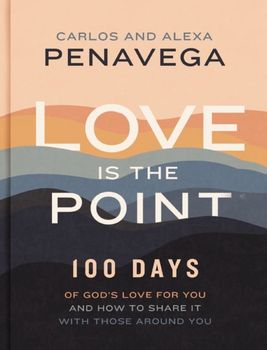 CARLOS AND ALEXA
PENAVEGA
LOVE
IS THE
POINT
100 DAYS
OF GOD'S LOVE FOR YOU
AND HOW TO SHARE IT
WITH THOSE AROUND YOU